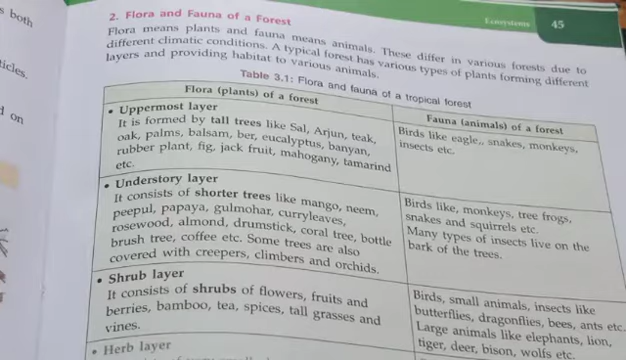 s both
ticles.
d on
Ecosystems 45
2. Flora and Fauna of a Forest
Flora means plants and fauna means animals. These differ in various forests due to
different climatic conditions. A typical forest has various types of plants forming different
layers and providing habitat to various animals.
Table 3.1: Flora and fauna of a tropical forest
Flora (plants) of a forest
Fauna (animals) of a forest
• Uppermost layer
It is formed by tall trees like Sal, Arjun, teak,
oak, palms, balsam, ber, eucalyptus, banyan,
rubber plant, fig, jack fruit, mahogany, tamarind
etc.
Birds like eagle,, snakes, monkeys,
insects etc.
• Understory layer
It consists of shorter trees like mango, neem,
peepul, papaya, gulmohar, curryleaves,
rosewood, almond, drumstick, coral tree, bottle
brush tree, coffee etc. Some trees are also
covered with creepers, climbers and orchids.
Birds like, monkeys, tree frogs,
snakes and squirrels etc.
Many types of insects live on the
bark of the trees.
• Shrub layer
It consists of shrubs of flowers, fruits and
berries, bamboo, tea, spices, tall grasses and
vines.
Birds, small animals, insects like
butterflies, dragonflies, bees, ants etc.
Large animals like elephants, lion,
tiger, deer, bison, wolfs etc.
• Herb layer